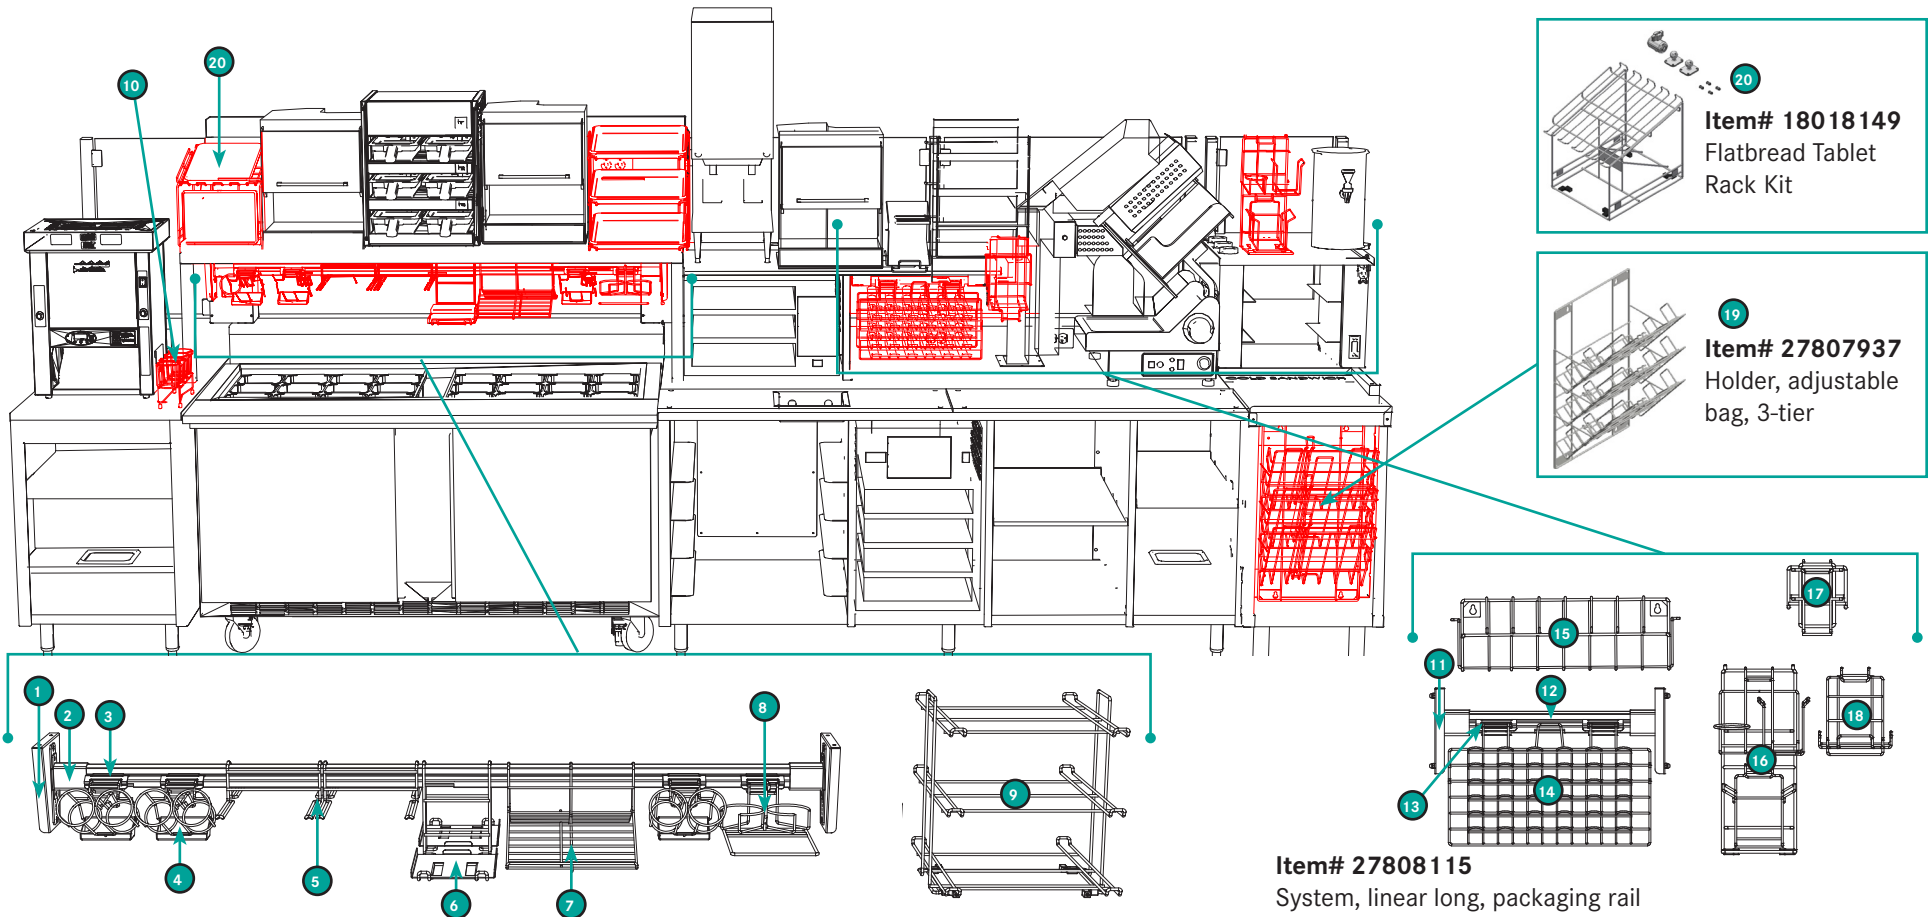 20
10
20
Item# 18018149
Flatbread Tablet
Rack Kit
19
Item# 27807937
Holder, adjustable
bag, 3-tier
17
15
11
12
18
16
14
13
1
2
3
8
9
4
5
6
7
Item# 27808115
System, linear long, packaging rail